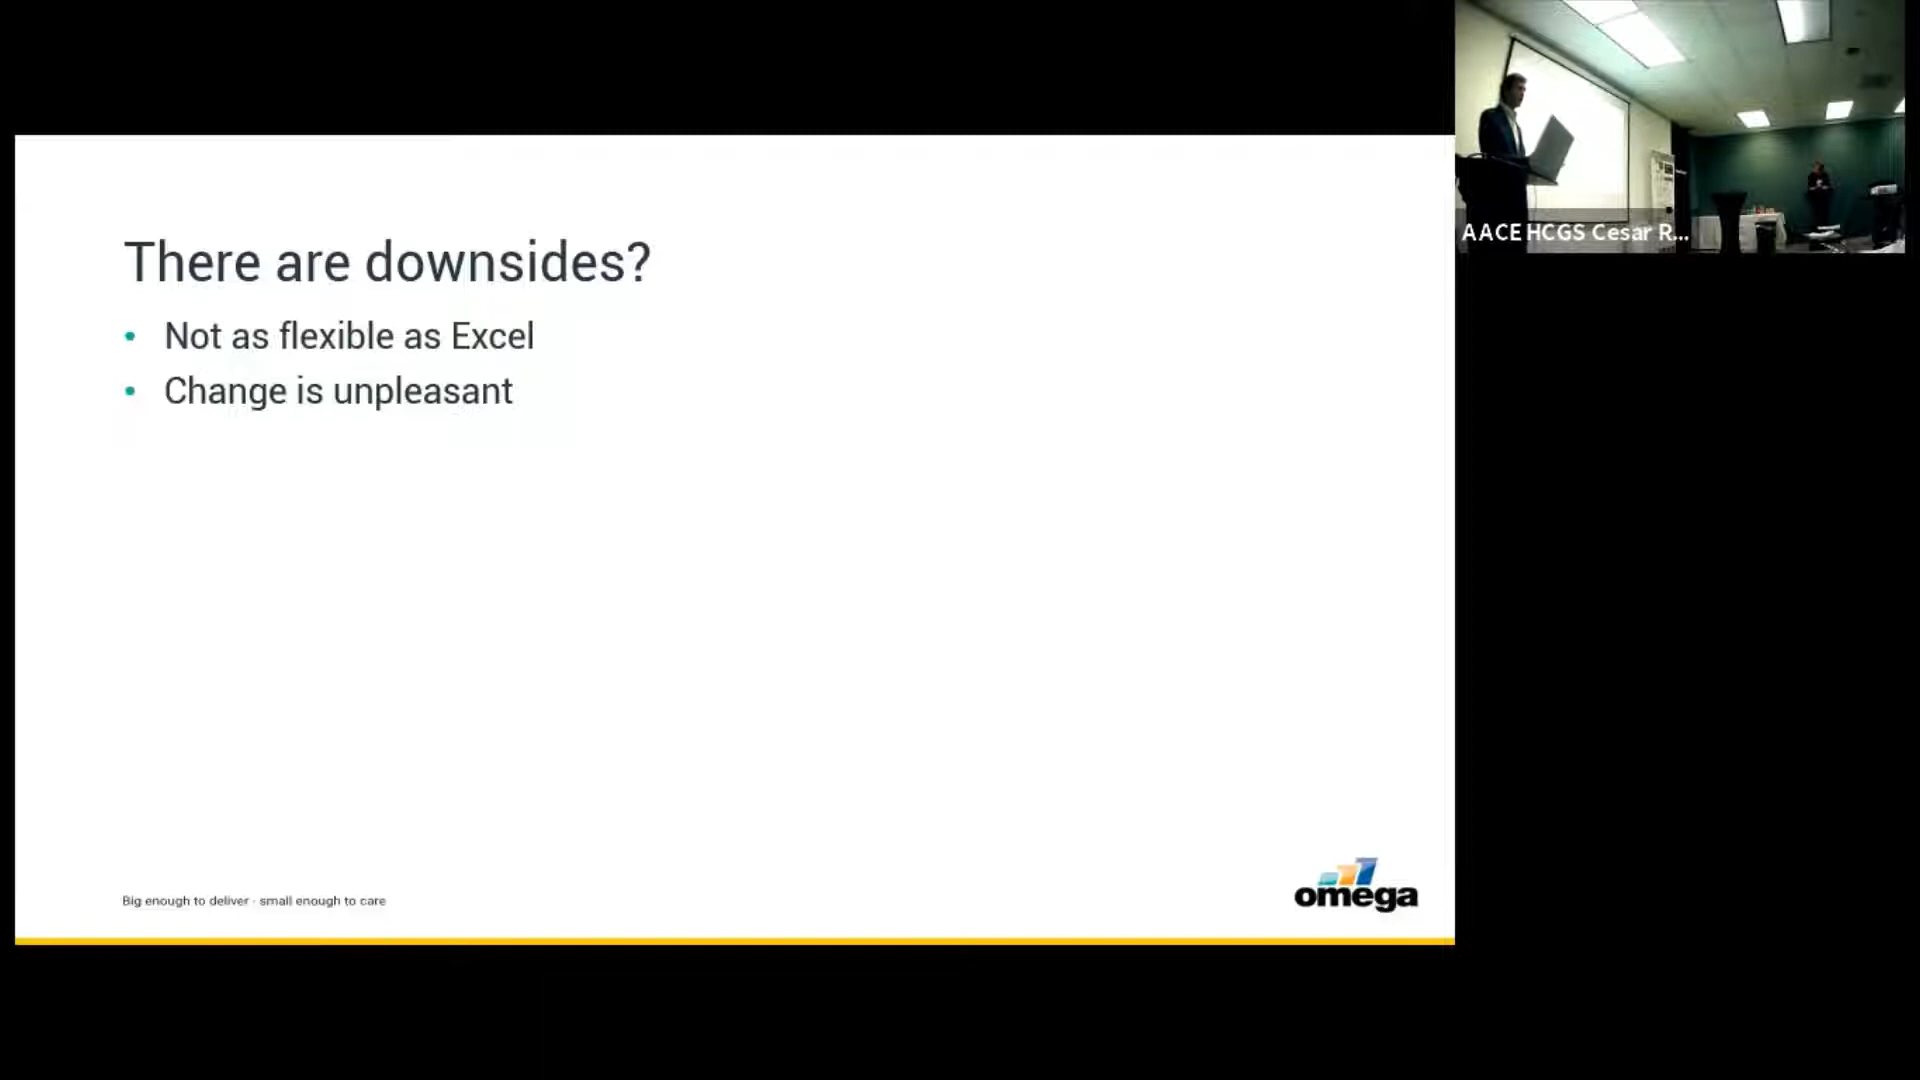 There are downsides?
• Not as flexible as Excel
• Change is unpleasant
Big enough to deliver - small enough to care
omega
AACE HCGS Cesar R...